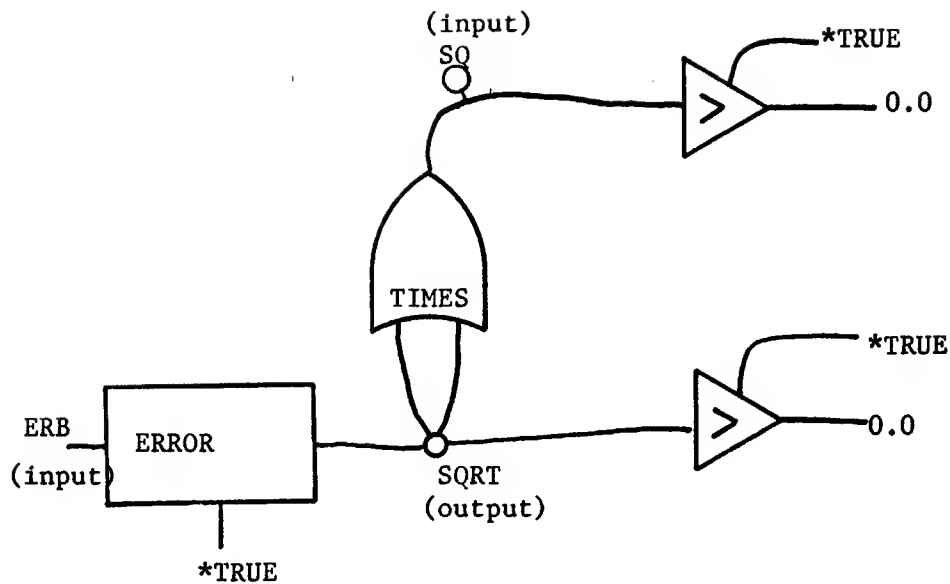 (input)
SQ
*TRUE
>
0.0
TIMES
*TRUE
>
0.0
ERB
(input)
ERROR
SQRT
(output)
*TRUE